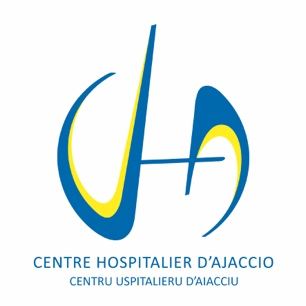 CENTRE HOSPITALIER D'AJACCIO
CENTRU USPITALIERU D'AIACCIU